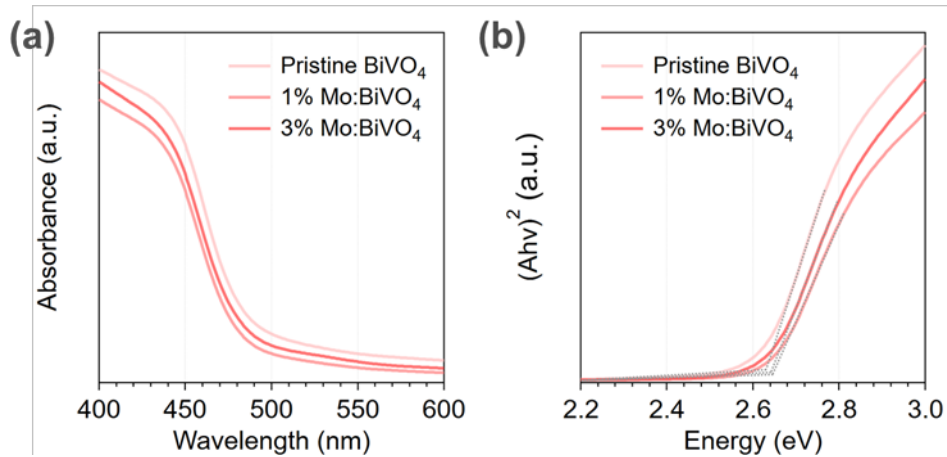 (a)
Pristine BiVO₄
1% Mo:BiVO₄
3% Mo:BiVO₄
Absorbance (a.u.)
400 450 500 550 600
Wavelength (nm)
(b)
Pristine BiVO₄
1% Mo:BiVO₄
3% Mo:BiVO₄
(Ahv)² (a.u.)
2.2 2.4 2.6 2.8 3.0
Energy (eV)